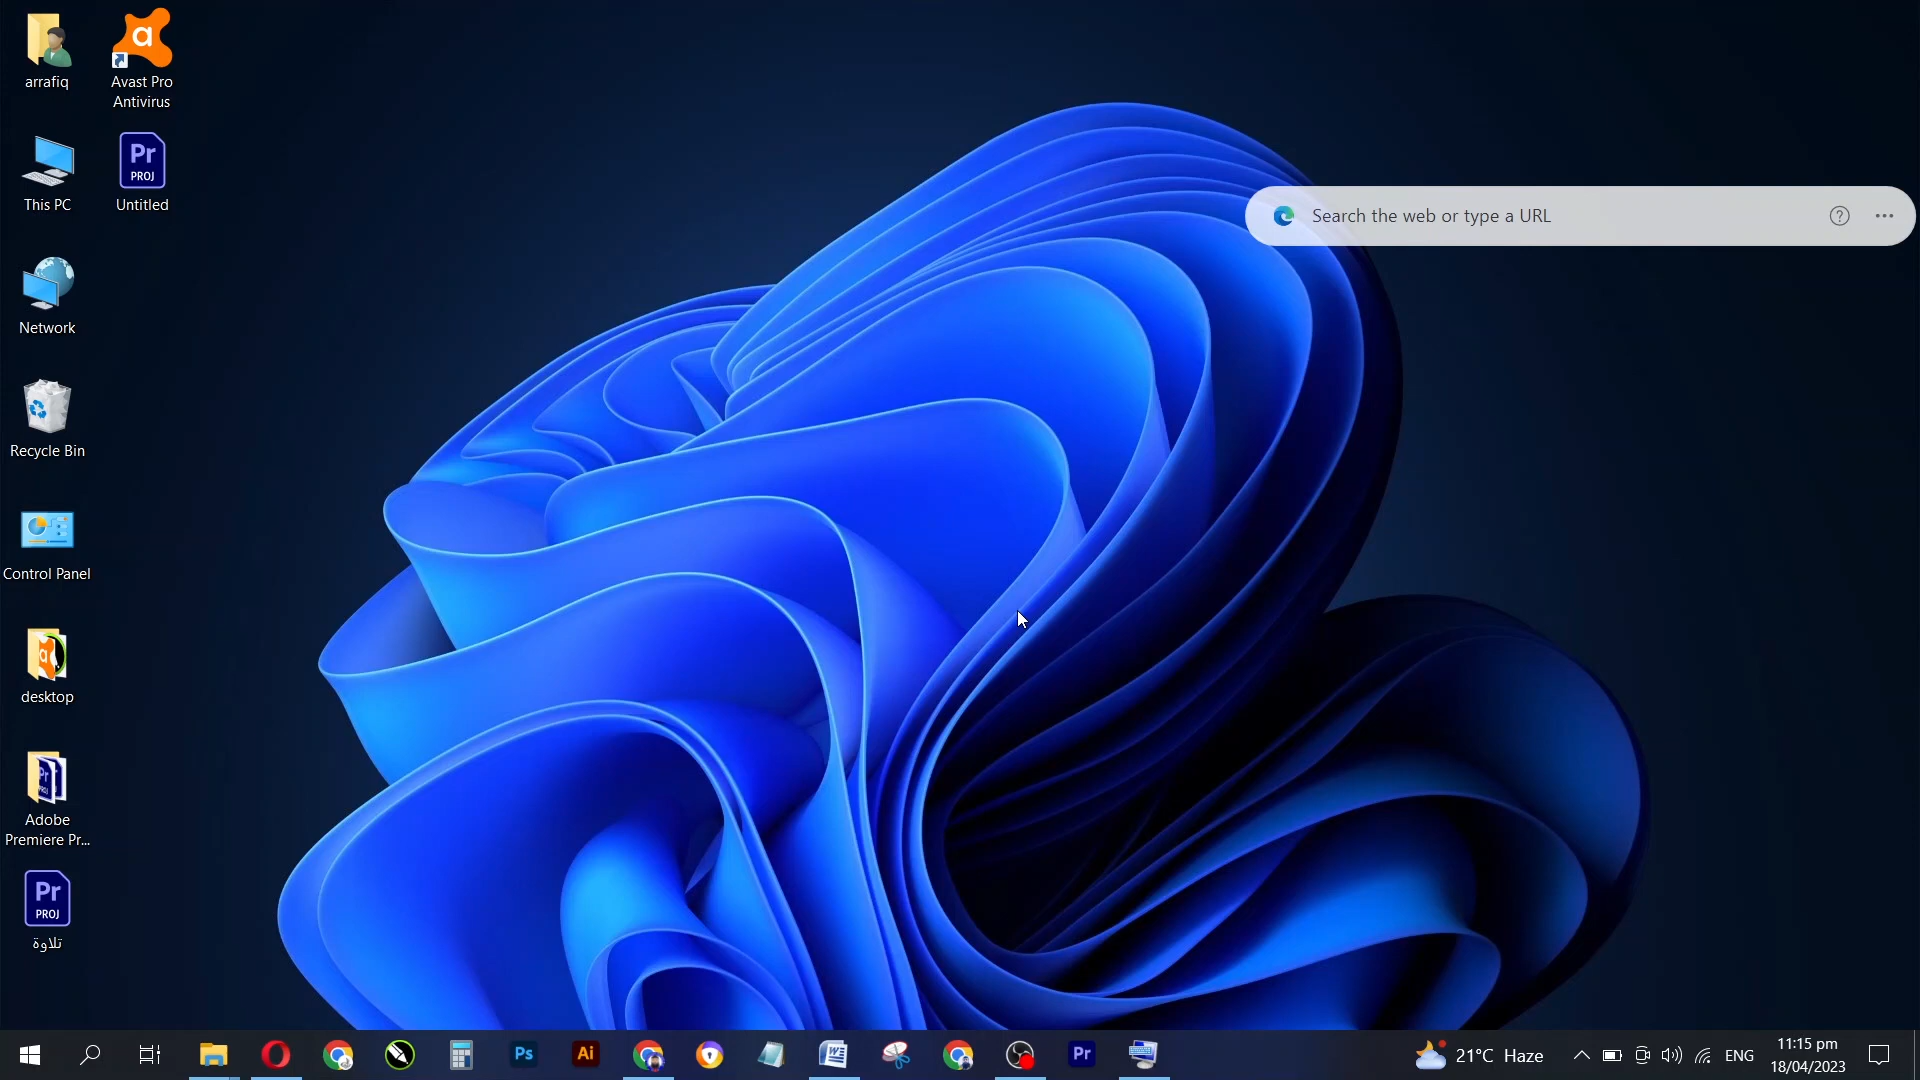 arrafiq
Avast Pro
Antivirus
a
This PC
Pr
PROJ
Untitled
Network
Recycle Bin
Control Panel
desktop
Adobe
Premiere Pr...
Pr
PROJ
تلاوة
Search the web or type a URL
Ps
Ai
Pr
21°C Haze
ENG
11:15 pm
18/04/2023